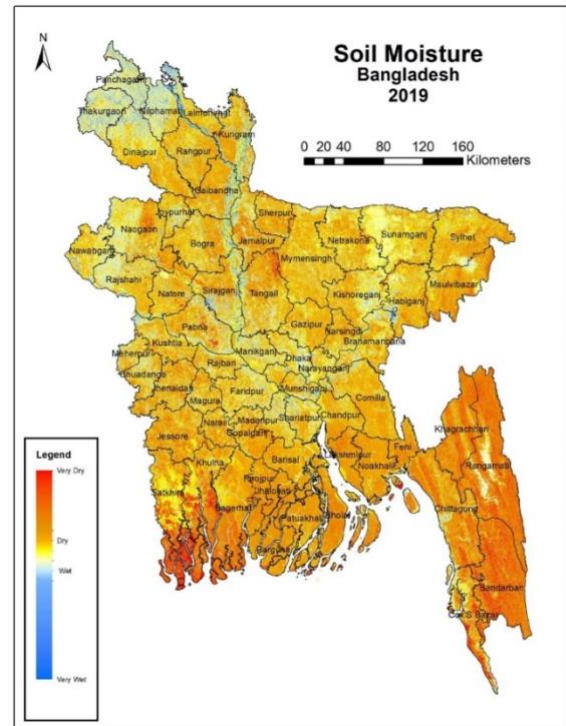 N
Soil Moisture
Bangladesh
2019
0 20 40 80 120 160
Kilometers
Panchagarh
Thakurgaon
Nilphamari
Lalmonirhat
Dinajpur
Rangpur
Kurigram
Gaibandha
Joypurhat
Sherpur
Naogaon
Bogra
Jamalpur
Netrakona
Sunamganj
Sylhet
Nawabganj
Mymensingh
Rajshahi
Natore
Sirajganj
Tangail
Kishoreganj
Habiganj
Maulvibazar
Pabna
Gazipur
Narsingdi
Brahamanbaria
Kushtia
Meherpur
Manikganj
Dhaka
Narayanganj
Chuadanga
Rajbari
Jhenaidah
Faridpur
Munshiganj
Magura
Comilla
Narail
Madaripur
Shariatpur
Chandpur
Gopalganj
Khagrachhari
Jessore
Lakshmipur
Feni
Khulna
Barisal
Noakhali
Rangamati
Pirojpur
Jhalokati
Satkhira
Bagerhat
Patuakhali
Bhola
Chittagong
Barguna
Bandarban
Cox'S Bazar
Legend
Very Dry
Dry
Wet
Very Wet